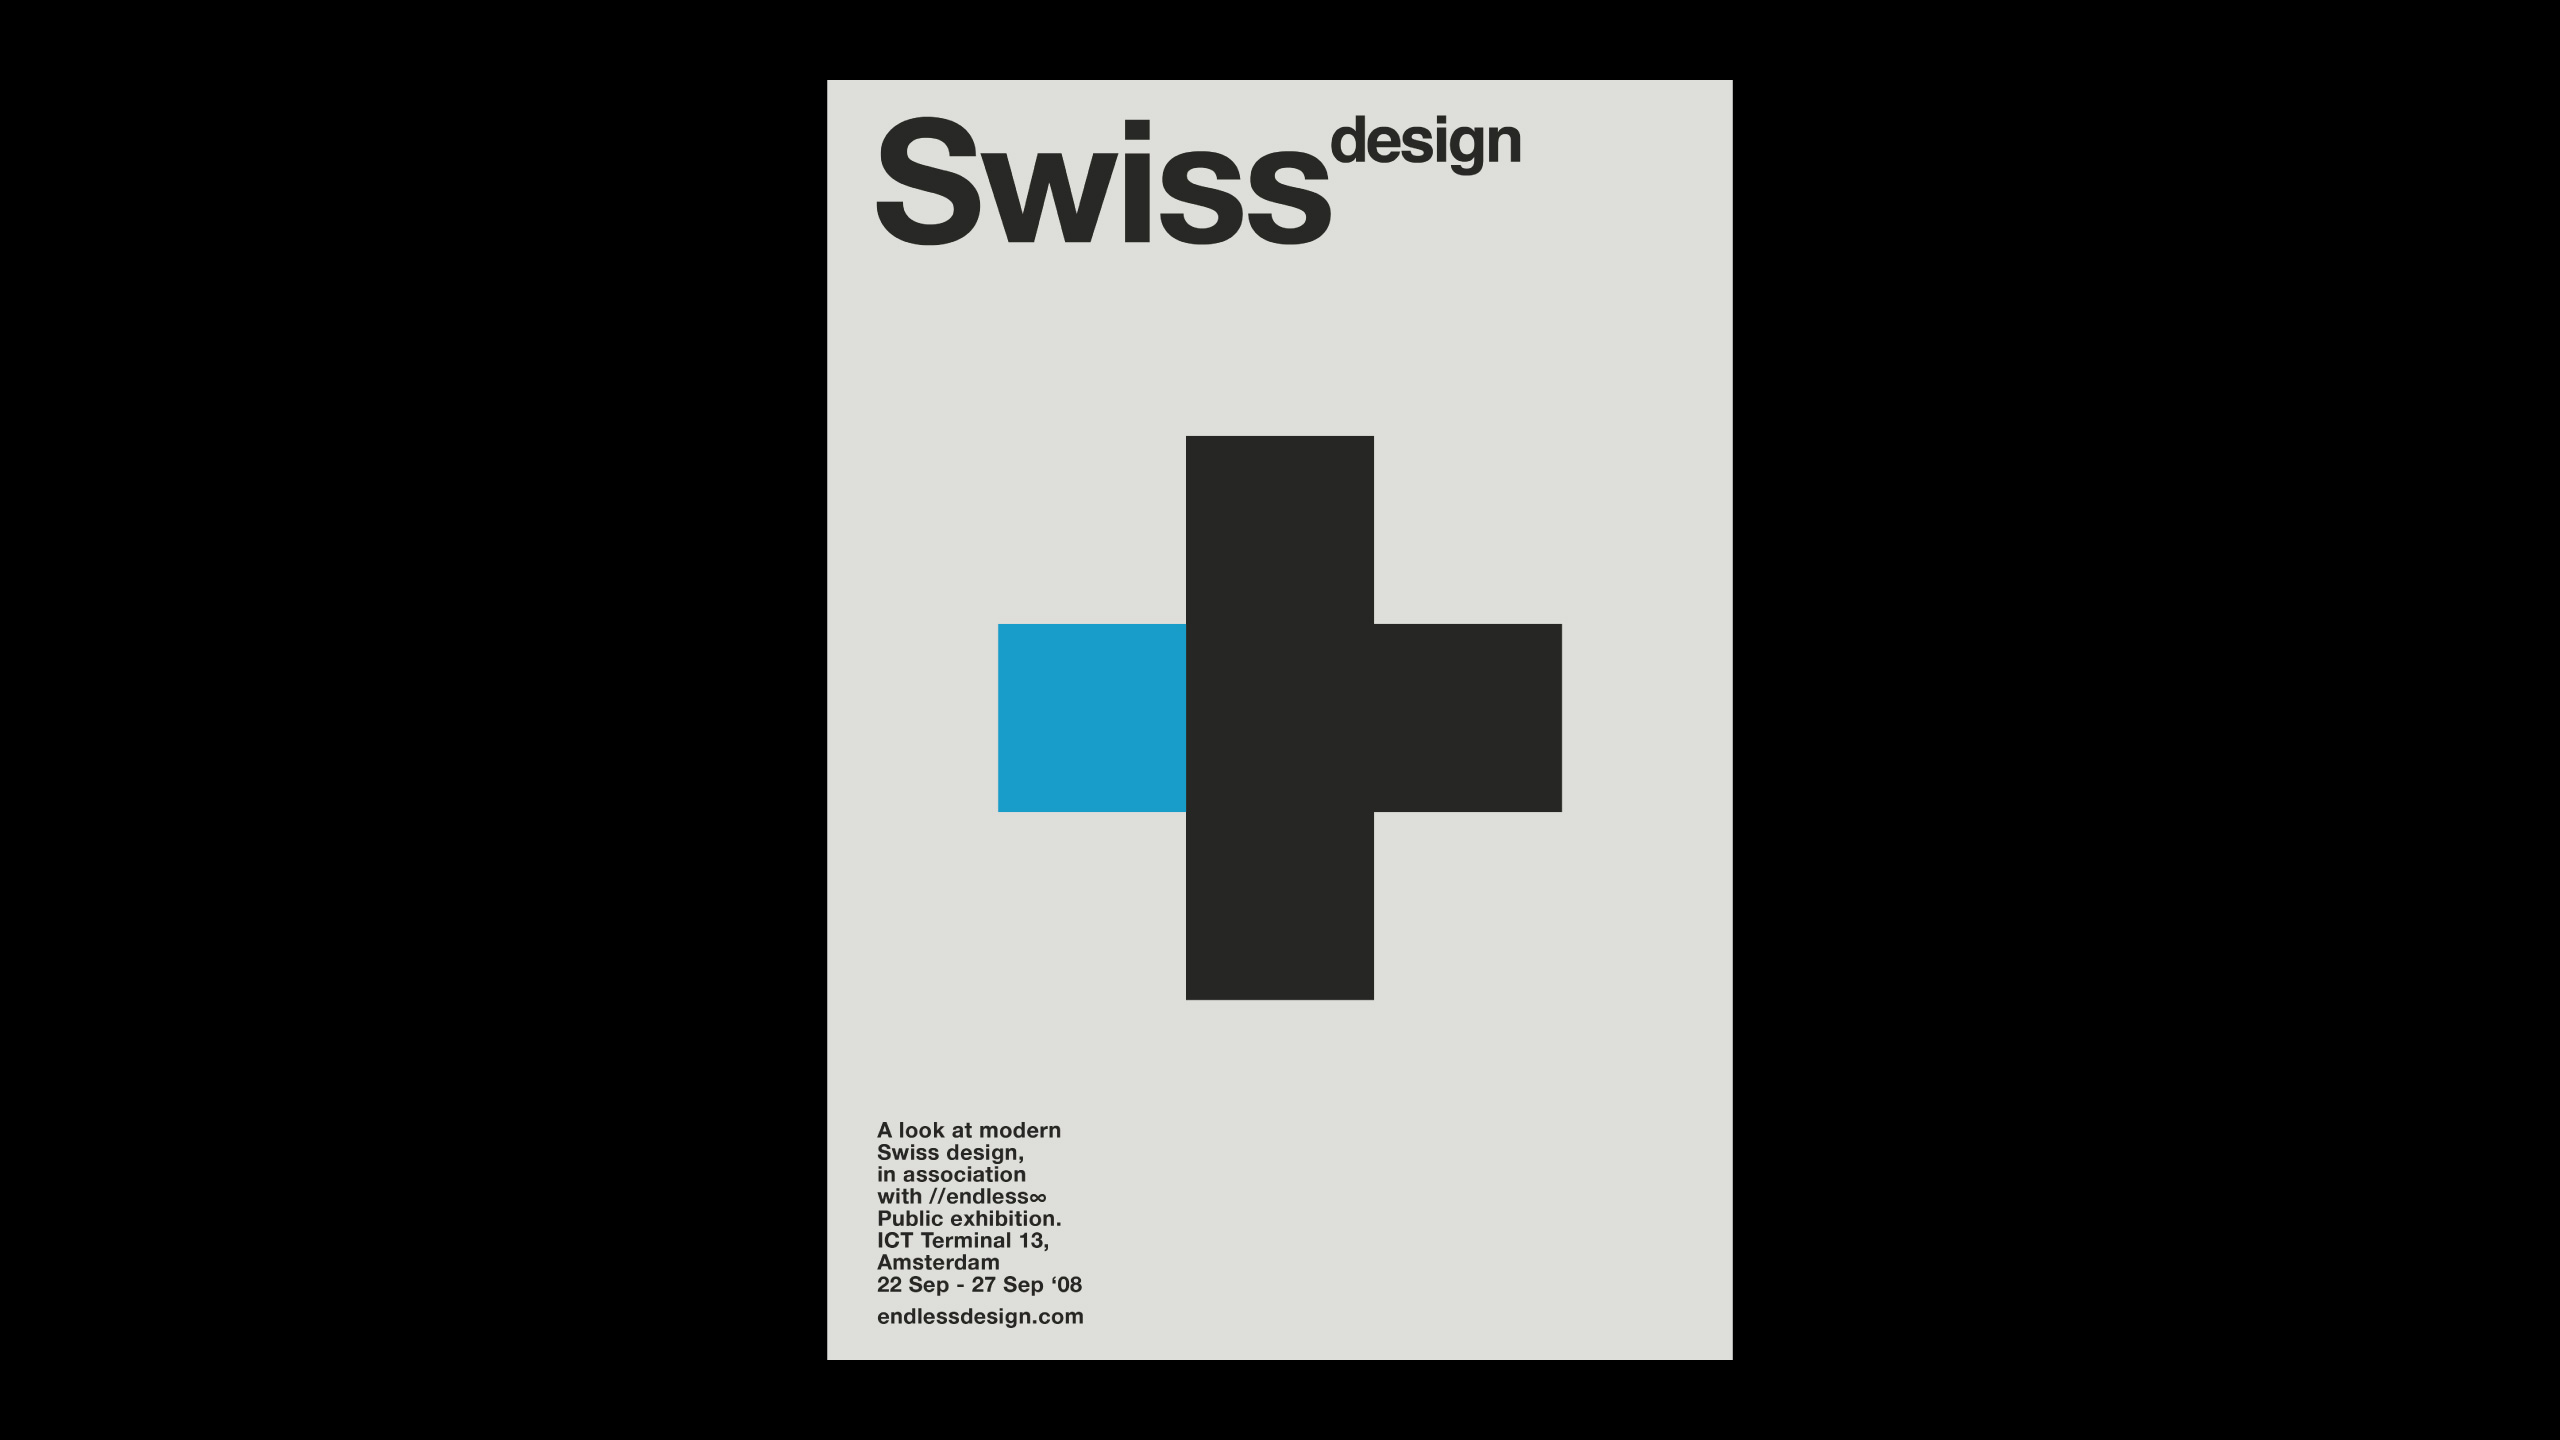 Swiss design
A look at modern
Swiss design,
in association
with //endless∞
Public exhibition.
ICT Terminal 13,
Amsterdam
22 Sep - 27 Sep ‘08
endlessdesign.com